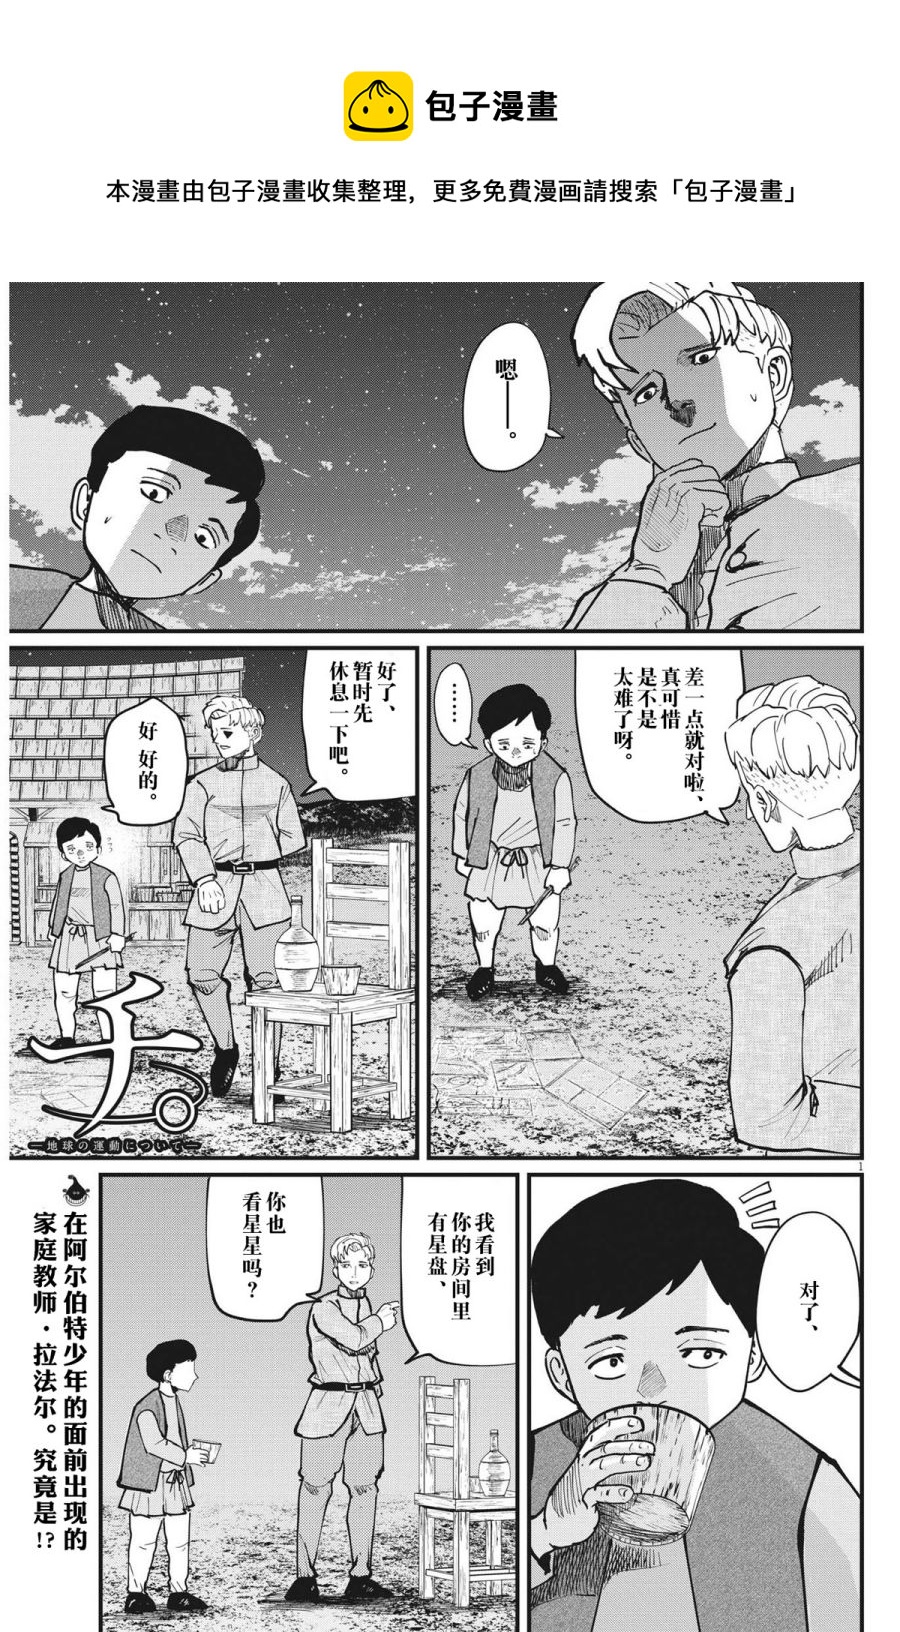 包子漫畫
本漫畫由包子漫畫收集整理，更多免費漫画請搜索「包子漫畫」
嗯——。
差一点就对啦、
真可惜
是不是
太难了呀。
……
好了、
暂时先
休息一下吧。
好 好的。
チ。
—地球の運動について—
1
对了、
我看到
你的房间里
有星盘、
你也
看星星吗？
在阿尔伯特少年的面前出现的
家庭教师·拉法尔。究竟是!?